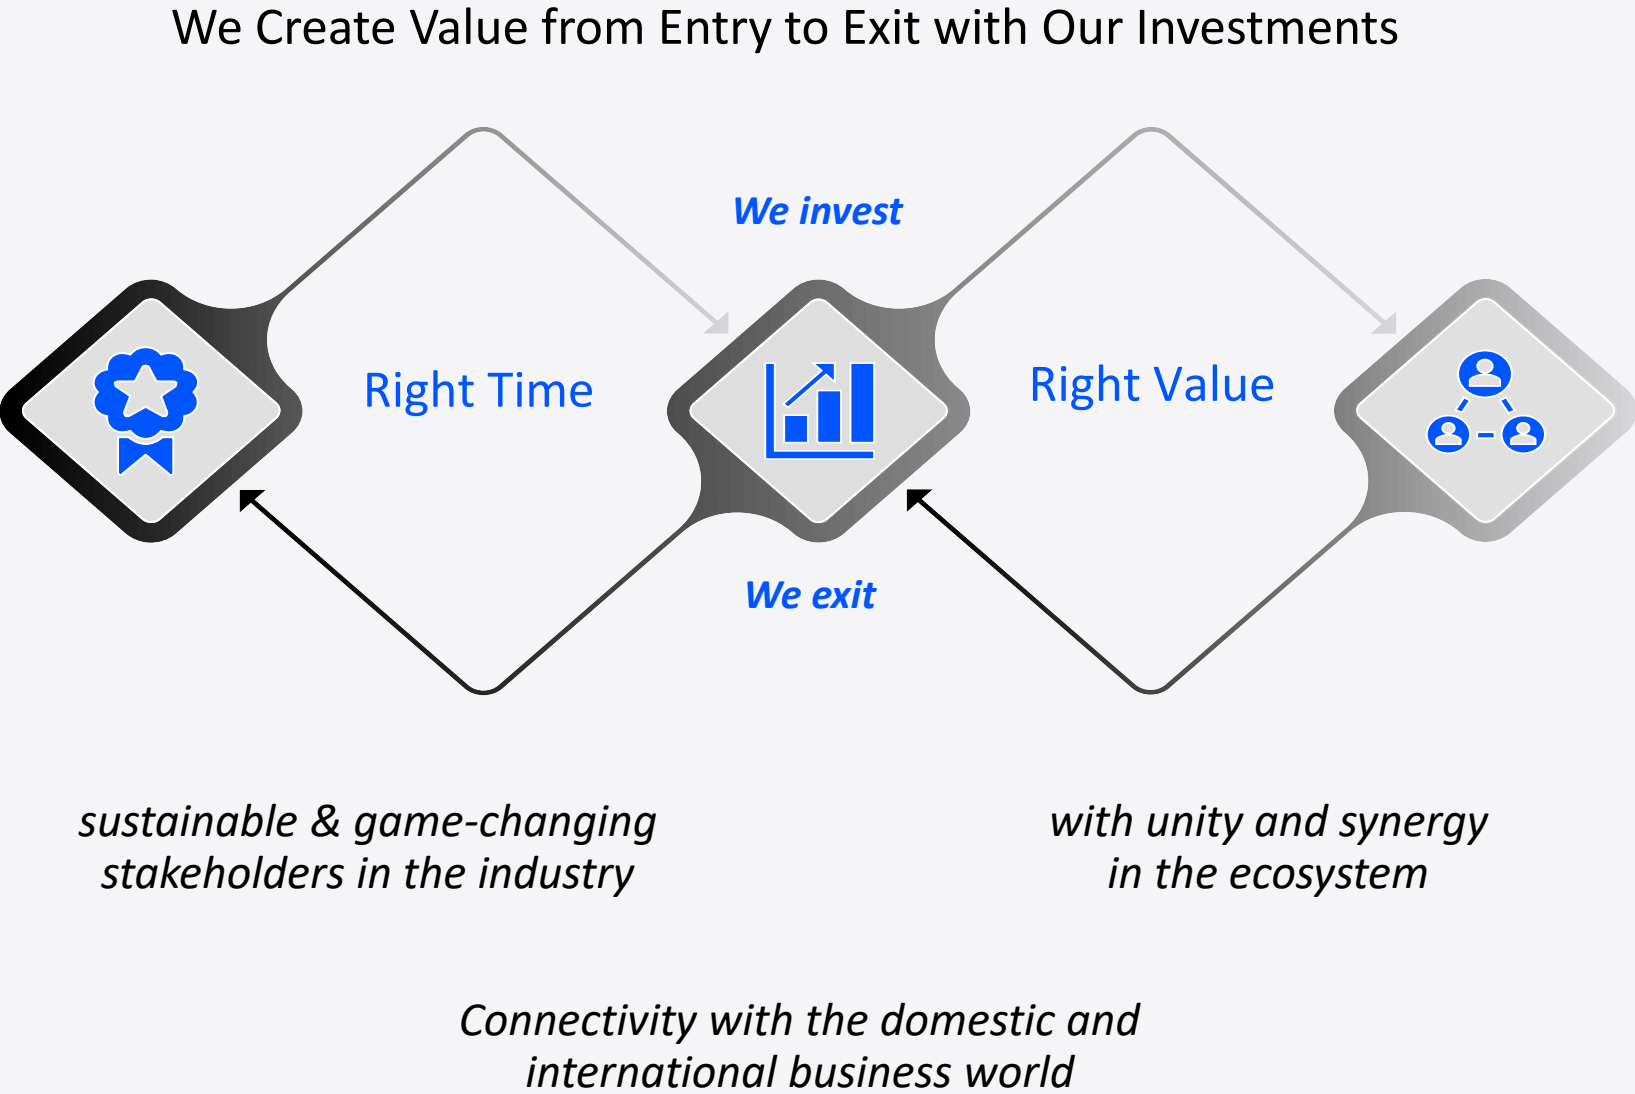 We Create Value from Entry to Exit with Our Investments
We invest
Right Time
Right Value
We exit
sustainable & game-changing
stakeholders in the industry
with unity and synergy
in the ecosystem
Connectivity with the domestic and
international business world